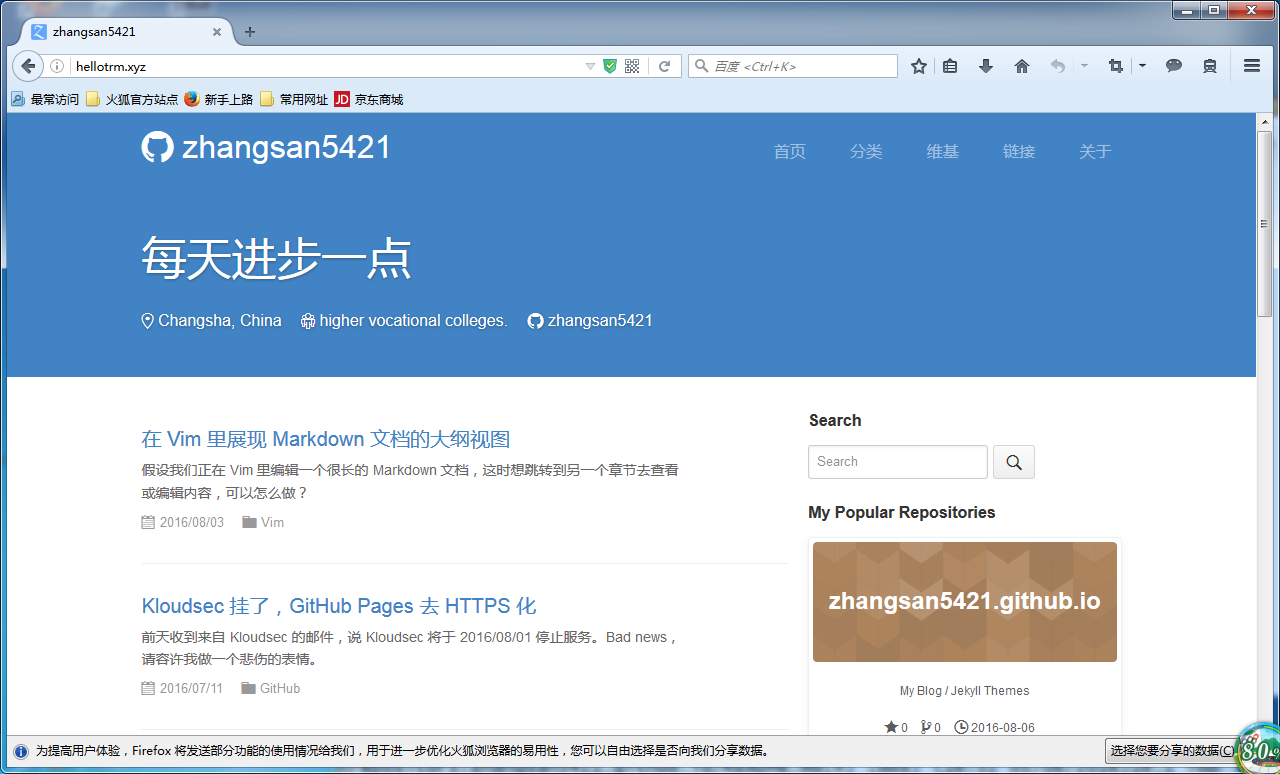 zhangsan5421
hellotrm.xyz
百度 <Ctrl+K>
最常访问 火狐官方站点 新手上路 常用网址 JD 京东商城
zhangsan5421
首页 分类 维基 链接 关于
每天进步一点
Changsha, China higher vocational colleges. zhangsan5421
在 Vim 里展现 Markdown 文档的大纲视图
假设我们正在 Vim 里编辑一个很长的 Markdown 文档，这时想跳转到另一个章节去查看
或编辑内容，可以怎么做？
2016/08/03 Vim
Kloudsec 挂了，GitHub Pages 去 HTTPS 化
前天收到来自 Kloudsec 的邮件，说 Kloudsec 将于 2016/08/01 停止服务。Bad news，
请容许我做一个悲伤的表情。
2016/07/11 GitHub
Search
Search
My Popular Repositories
zhangsan5421.github.io
My Blog / Jekyll Themes
0 0 2016-08-06
为提高用户体验，Firefox 将发送部分功能的使用情况给我们，用于进一步优化火狐浏览器的易用性，您可以自由选择是否向我们分享数据。
选择您要分享的数据(C)